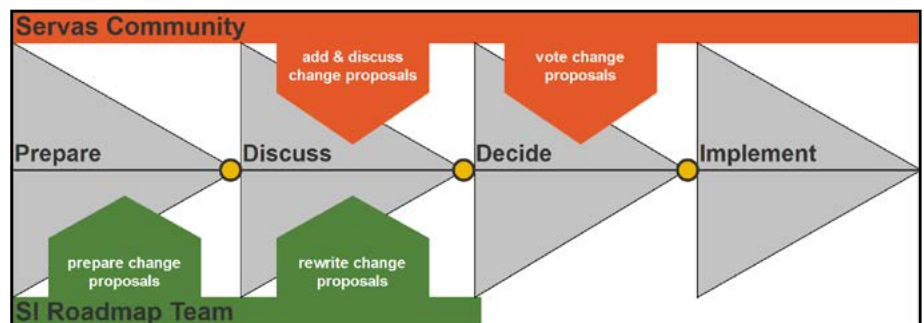 Servas Community
add & discuss
change proposals
vote change
proposals
Prepare
Discuss
Decide
Implement
prepare change
proposals
rewrite change
proposals
SI Roadmap Team